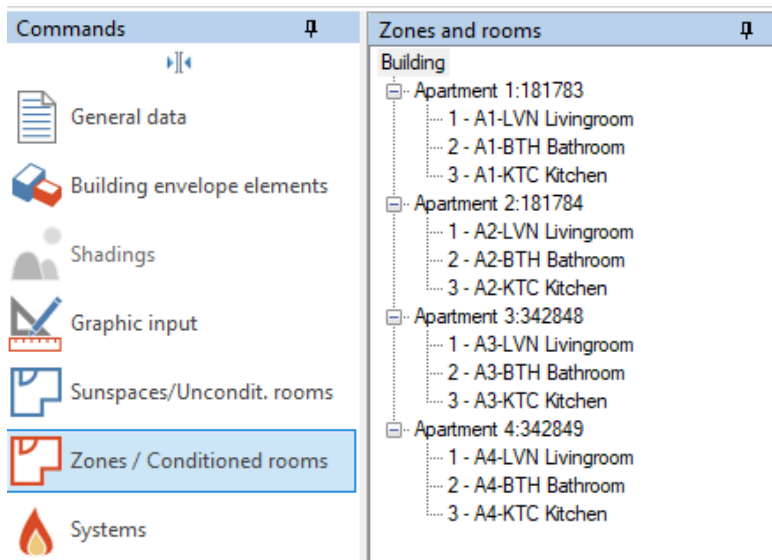 Commands
General data
Building envelope elements
Shadings
Graphic input
Sunspaces/Uncondit. rooms
Zones / Conditioned rooms
Systems
Zones and rooms
Building
Apartment 1:181783
1 - A1-LVN Livingroom
2 - A1-BTH Bathroom
3 - A1-KTC Kitchen
Apartment 2:181784
1 - A2-LVN Livingroom
2 - A2-BTH Bathroom
3 - A2-KTC Kitchen
Apartment 3:342848
1 - A3-LVN Livingroom
2 - A3-BTH Bathroom
3 - A3-KTC Kitchen
Apartment 4:342849
1 - A4-LVN Livingroom
2 - A4-BTH Bathroom
3 - A4-KTC Kitchen